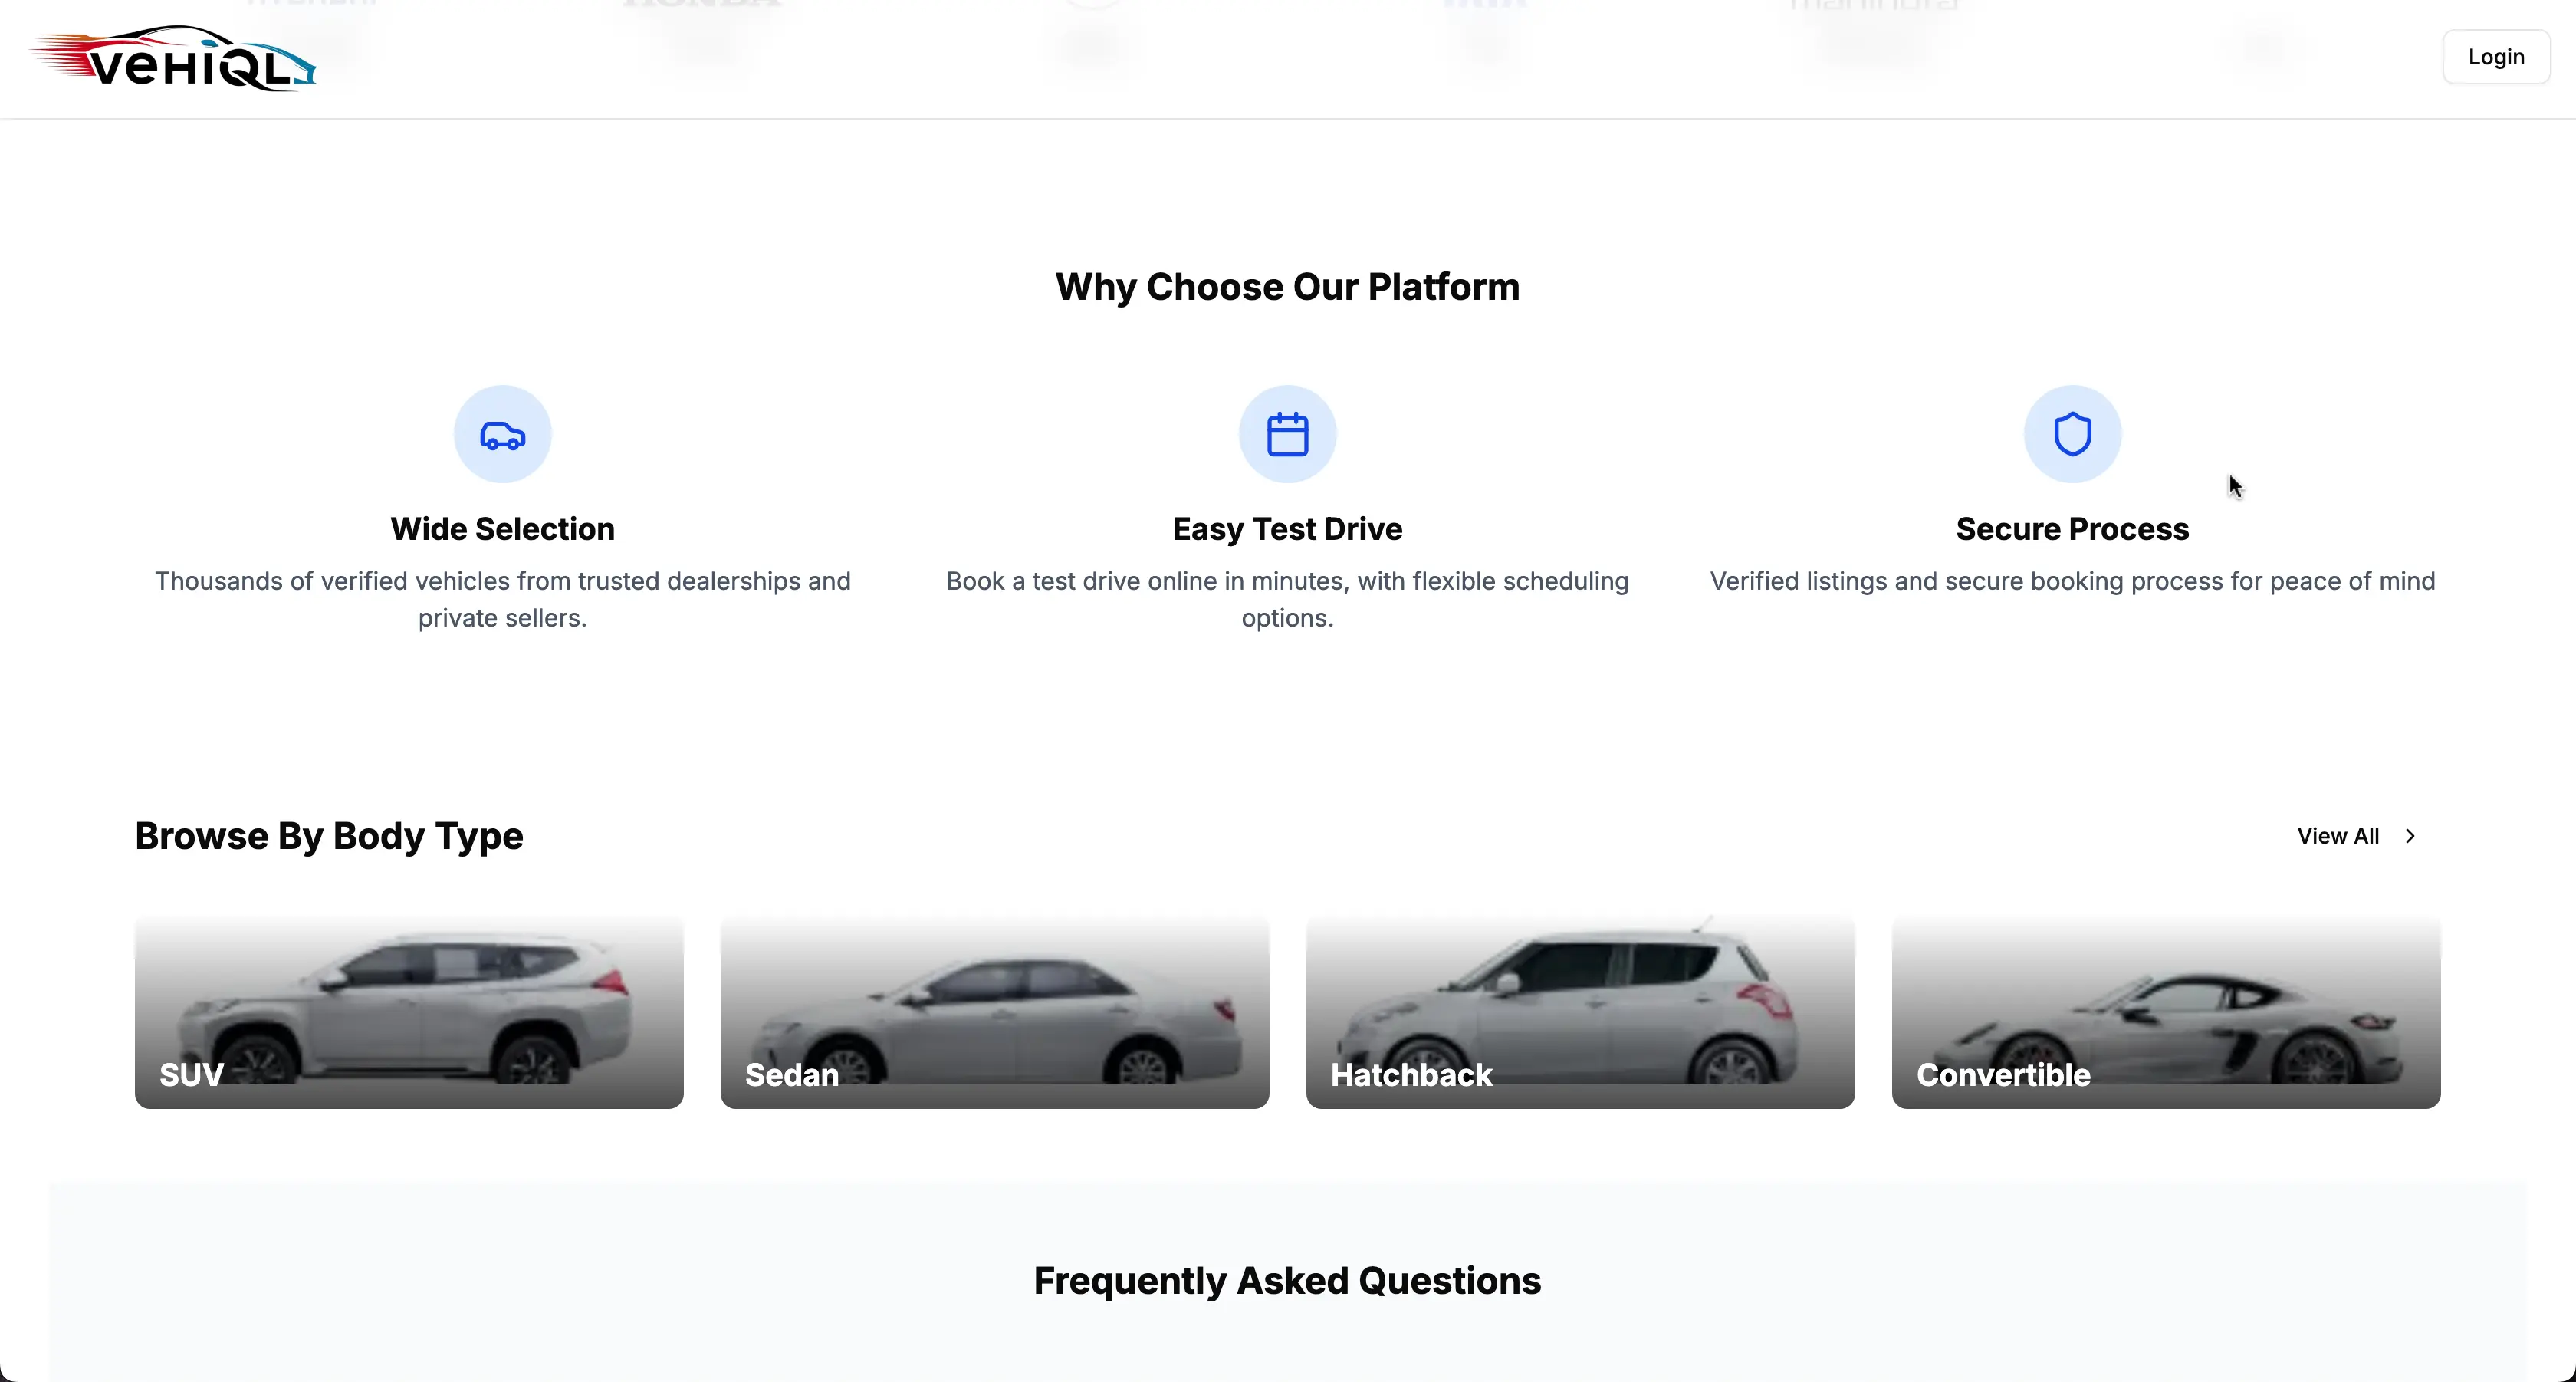 HONDA
mahindra
VEHIQL
Login
Why Choose Our Platform
Wide Selection
Thousands of verified vehicles from trusted dealerships and
private sellers.
Easy Test Drive
Book a test drive online in minutes, with flexible scheduling
options.
Secure Process
Verified listings and secure booking process for peace of mind
Browse By Body Type
View All
SUV
Sedan
Hatchback
Convertible
Frequently Asked Questions